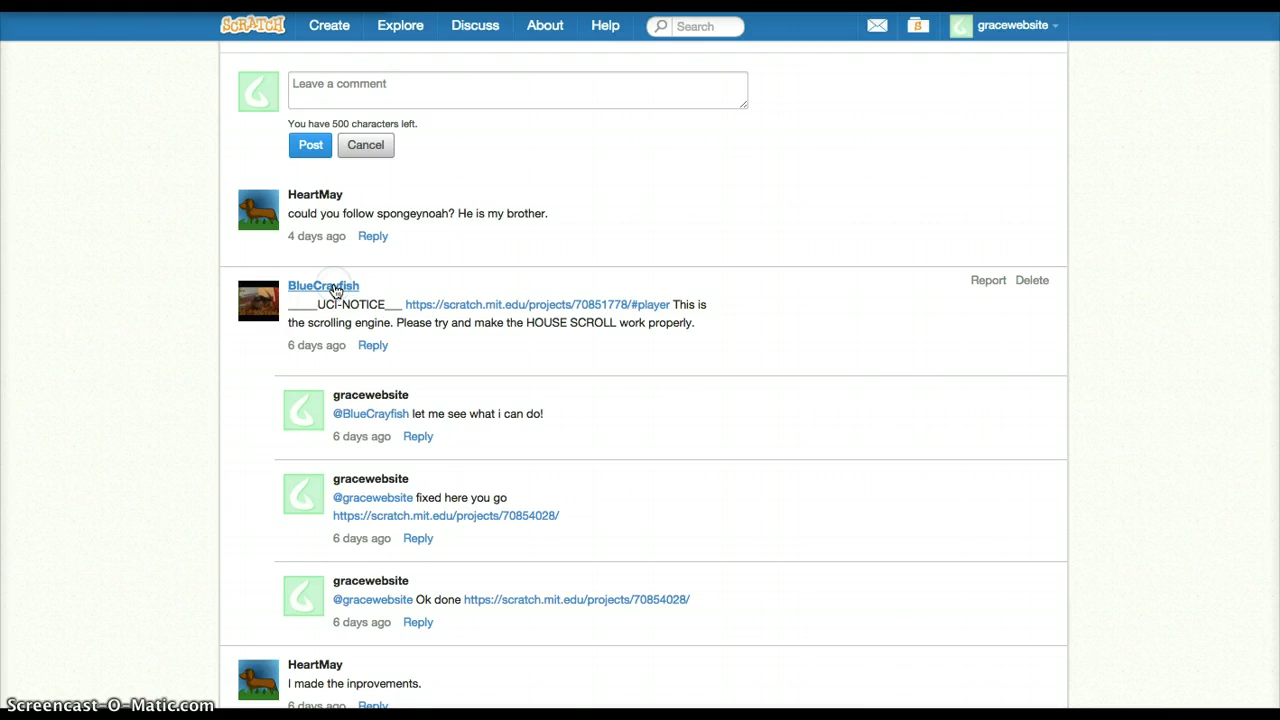 SCRATCH Create Explore Discuss About Help Search gracewebsite
Leave a comment
You have 500 characters left.
Post Cancel
HeartMay
could you follow spongeynoah? He is my brother.
4 days ago Reply
BlueCrayfish Report Delete
_____UCI-NOTICE___ https://scratch.mit.edu/projects/70851778/#player This is
the scrolling engine. Please try and make the HOUSE SCROLL work properly.
6 days ago Reply
gracewebsite
@BlueCrayfish let me see what i can do!
6 days ago Reply
gracewebsite
@gracewebsite fixed here you go
https://scratch.mit.edu/projects/70854028/
6 days ago Reply
gracewebsite
@gracewebsite Ok done https://scratch.mit.edu/projects/70854028/
6 days ago Reply
HeartMay
I made the inprovements.
6 days ago Reply
Screencast-O-Matic.com